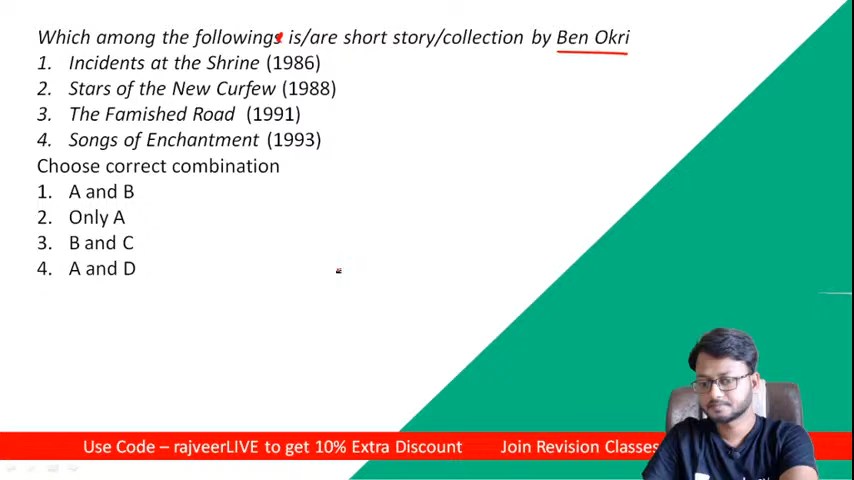 Which among the followings is/are short story/collection by Ben Okri
1. Incidents at the Shrine (1986)
2. Stars of the New Curfew (1988)
3. The Famished Road (1991)
4. Songs of Enchantment (1993)
Choose correct combination
1. A and B
2. Only A
3. B and C
4. A and D
Use Code – rajveerLIVE to get 10% Extra Discount Join Revision Classes